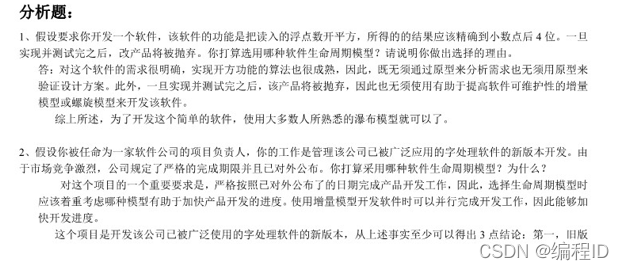 分析题：
1、假设要求你开发一个软件，该软件的功能是把读入的浮点数开平方，所得的的结果应该精确到小数点后 4 位。一旦
实现并测试完之后，改产品将被抛弃。你打算选用哪种软件生命周期模型？请说明你做出选择的理由。
答：对这个软件的需求很明确，实现开方功能的算法也很成熟，因此，既无须通过原型来分析需求也无须用原型来
验证设计方案。此外，一旦实现并测试完之后，该产品将被抛弃，因此也无须使用有助于提高软件可维护性的增量
模型或螺旋模型来开发该软件。
综上所述，为了开发这个简单的软件，使用大多数人所熟悉的瀑布模型就可以了。
2、假设你被任命为一家软件公司的项目负责人，你的工作是管理该公司已被广泛应用的字处理软件的新版本开发。由
于市场竞争激烈，公司规定了严格的完成期限并且已对外公布。你打算采用哪种软件生命周期模型？为什么？
对这个项目的一个重要要求是，严格按照已对外公布了的日期完成产品开发工作，因此，选择生命周期模型时
应该着重考虑哪种模型有助于加快产品开发的进度。使用增量模型开发软件时可以并行完成开发工作，因此能够加
快开发进度。
这个项目是开发该公司已被广泛使用的字处理软件的新版本，从上述事实至少可以得出 3 点结论：第一，旧版
CSDN @编程ID